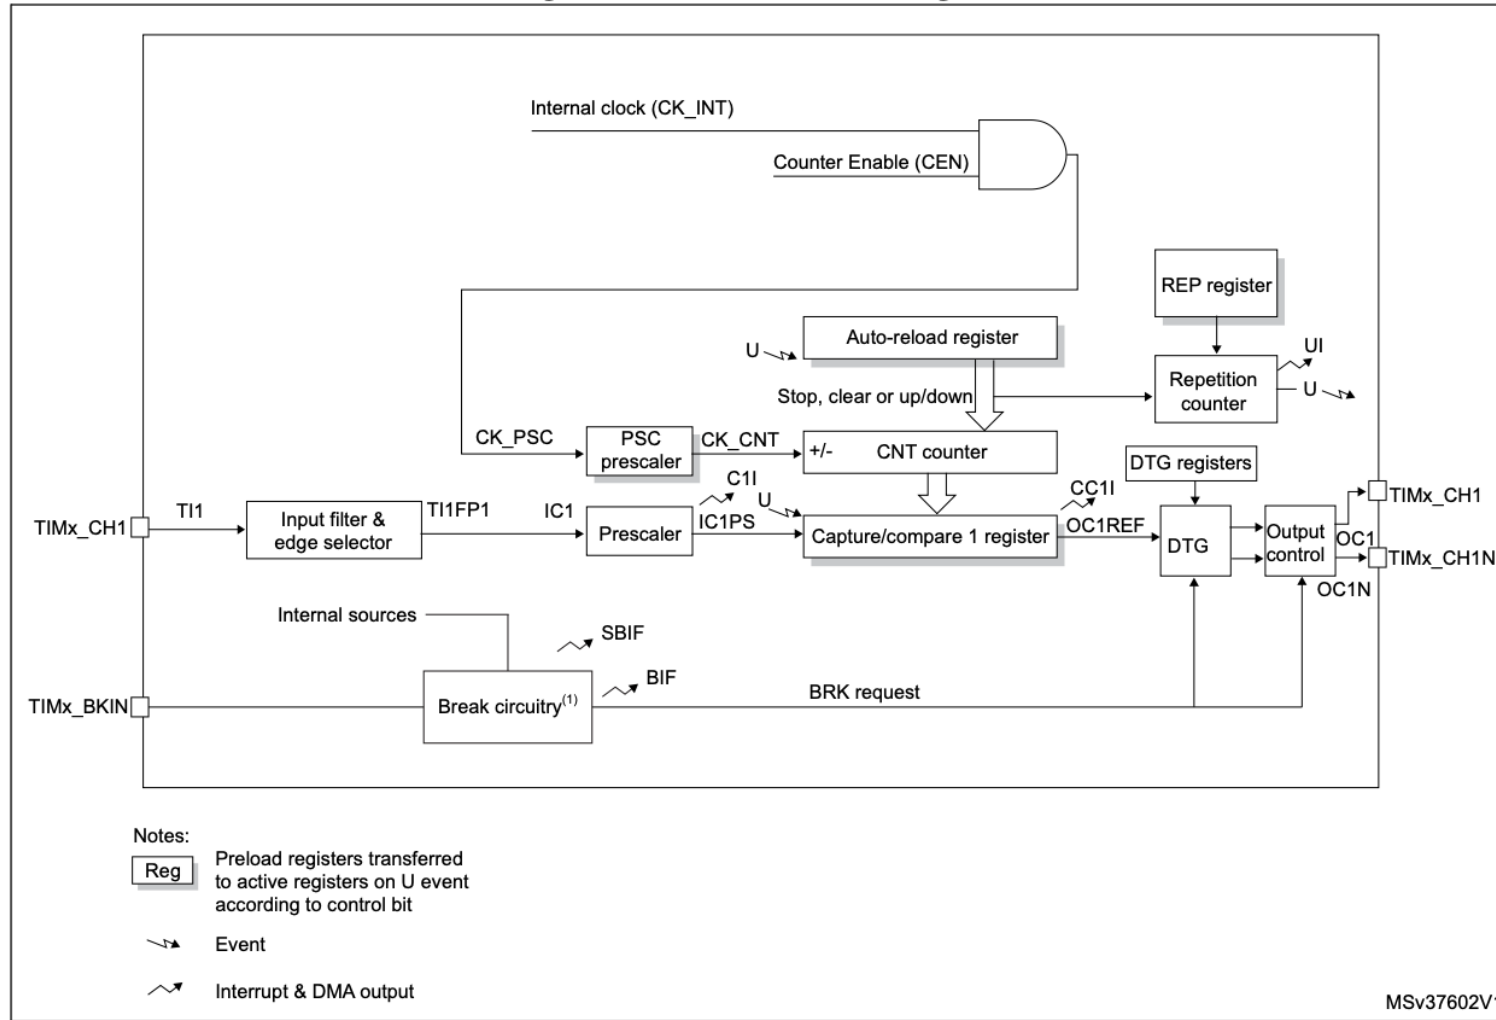 Internal clock (CK_INT)
Counter Enable (CEN)
REP register
Auto-reload register
U
UI
Stop, clear or up/down
Repetition
counter
U
CK_PSC
PSC
prescaler
CK_CNT
+/-
CNT counter
DTG registers
C1I
U
CC1I
TIMx_CH1
TI1
Input filter &
edge selector
TI1FP1
IC1
Prescaler
IC1PS
Capture/compare 1 register
OC1REF
DTG
Output
control
OC1
TIMx_CH1
TIMx_CH1N
OC1N
Internal sources
SBIF
BIF
TIMx_BKIN
Break circuitry(1)
BRK request
Notes:
Reg
Preload registers transferred
to active registers on U event
according to control bit
Event
Interrupt & DMA output